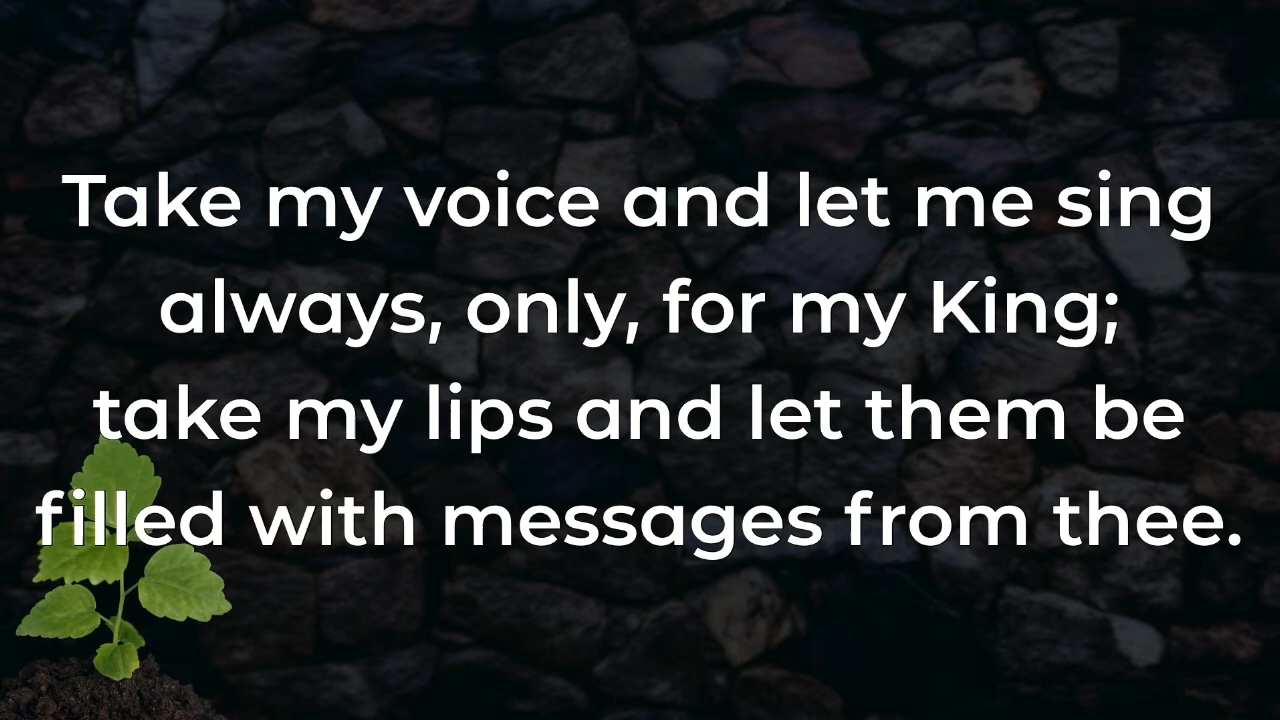 Take my voice and let me sing
always, only, for my King;
take my lips and let them be
filled with messages from thee.